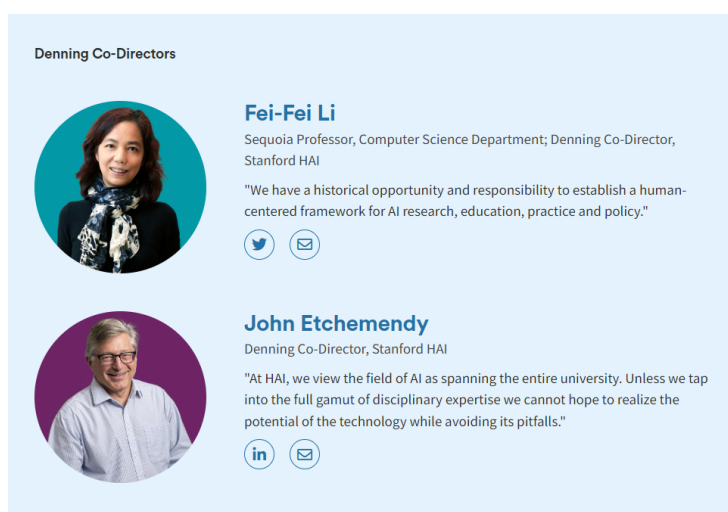 Denning Co-Directors
Fei-Fei Li
Sequoia Professor, Computer Science Department; Denning Co-Director,
Stanford HAI
"We have a historical opportunity and responsibility to establish a human-
centered framework for AI research, education, practice and policy."
John Etchemendy
Denning Co-Director, Stanford HAI
"At HAI, we view the field of AI as spanning the entire university. Unless we tap
into the full gamut of disciplinary expertise we cannot hope to realize the
potential of the technology while avoiding its pitfalls."
in